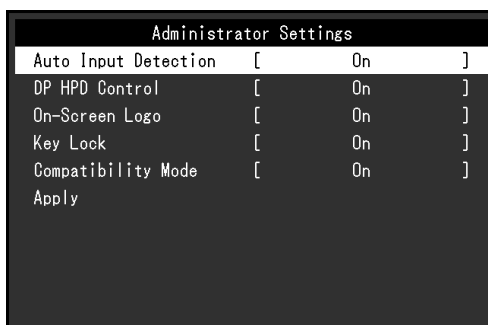 Administrator Settings
Auto Input Detection [ On ]
DP HPD Control [ On ]
On-Screen Logo [ On ]
Key Lock [ On ]
Compatibility Mode [ On ]
Apply